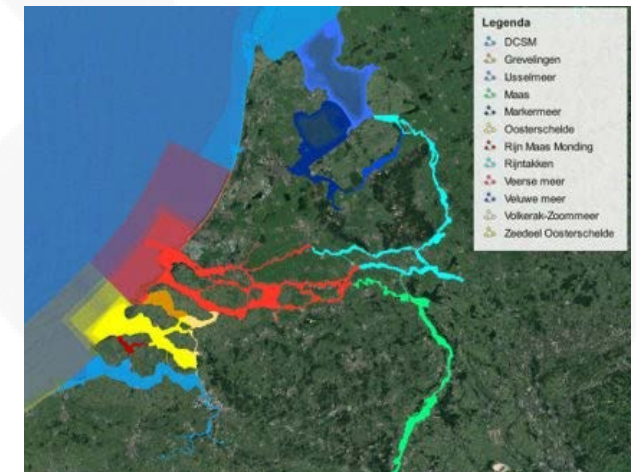 Legenda
DCSM
Grevelingen
IJsselmeer
Maas
Markermeer
Oosterschelde
Rijn Maas Monding
Rijntakken
Veerse meer
Veluwe meer
Volkerak-Zoommeer
Zeedeel Oosterschelde